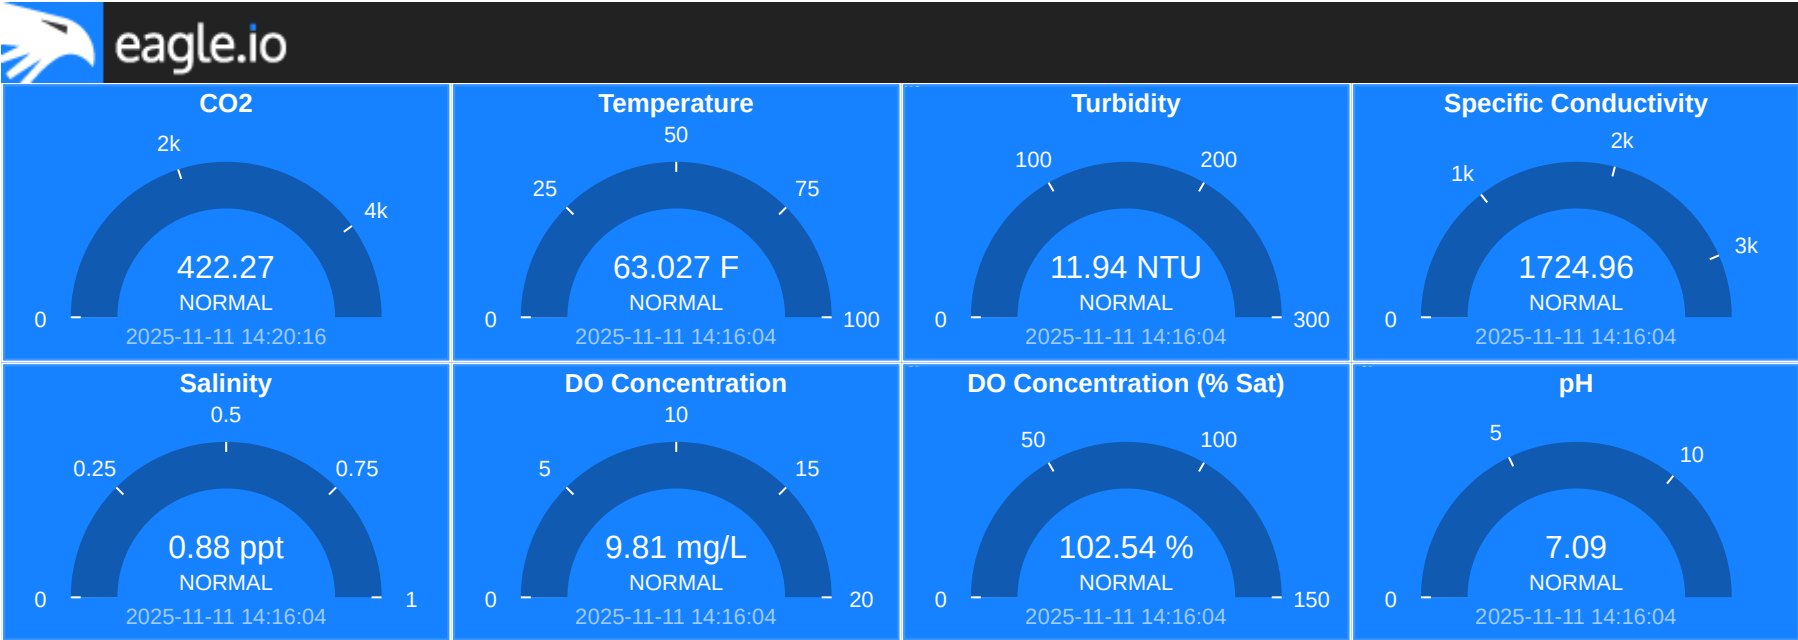 eagle.io
CO2
2k
4k
0
422.27
NORMAL
2025-11-11 14:20:16
Temperature
50
25
75
0
100
63.027 F
NORMAL
2025-11-11 14:16:04
Turbidity
100
200
0
300
11.94 NTU
NORMAL
2025-11-11 14:16:04
Specific Conductivity
2k
1k
3k
0
1724.96
NORMAL
2025-11-11 14:16:04
Salinity
0.5
0.25
0.75
0
1
0.88 ppt
NORMAL
2025-11-11 14:16:04
DO Concentration
10
5
15
0
20
9.81 mg/L
NORMAL
2025-11-11 14:16:04
DO Concentration (% Sat)
50
100
0
150
102.54 %
NORMAL
2025-11-11 14:16:04
pH
5
10
0
7.09
NORMAL
2025-11-11 14:16:04